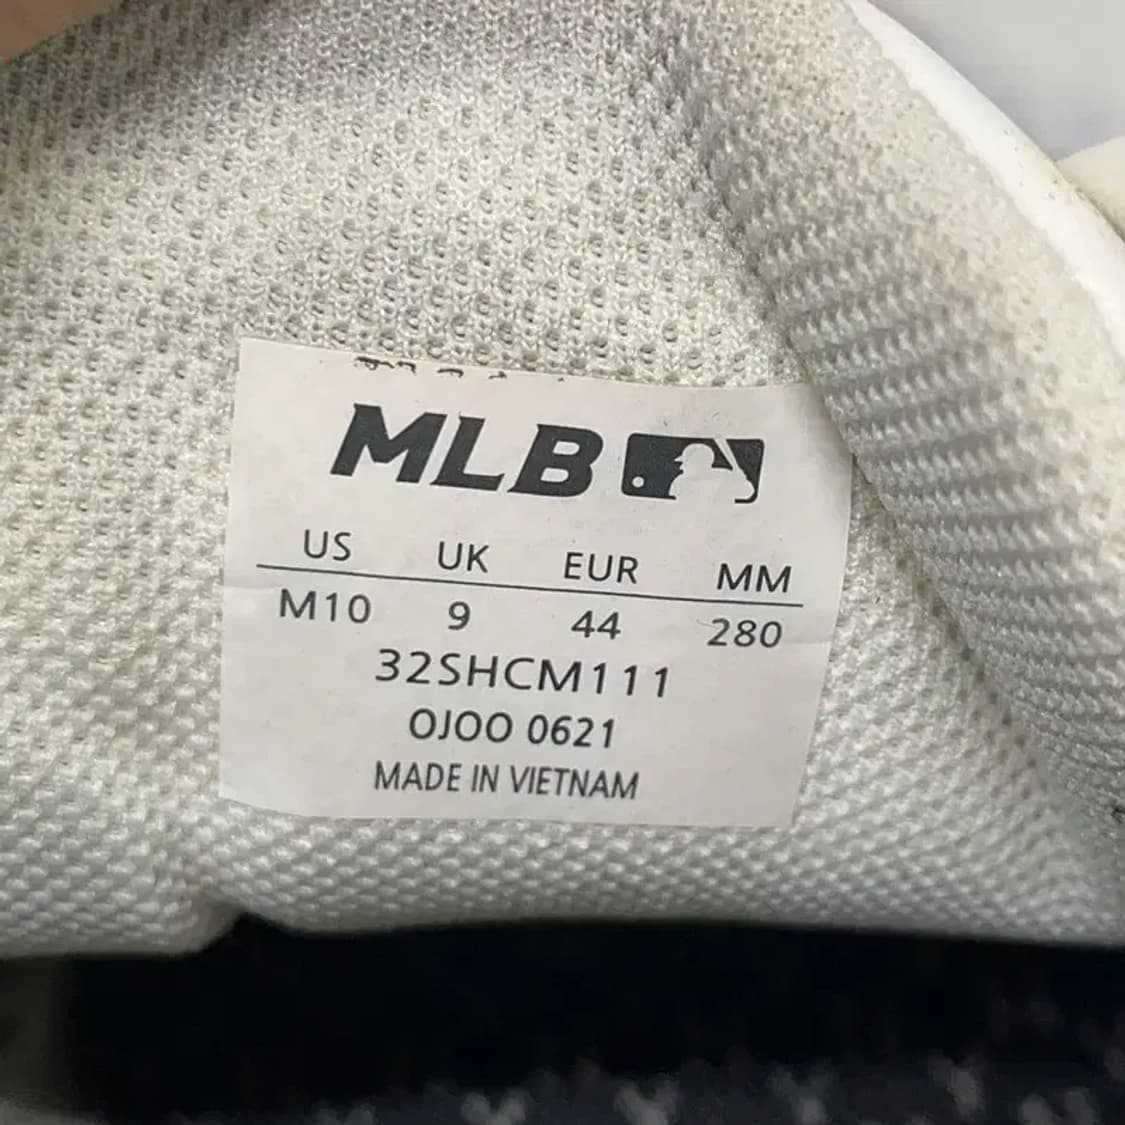 MLB
US UK EUR MM
M10 9 44 280
32SHCM111
OJOO 0621
MADE IN VIETNAM